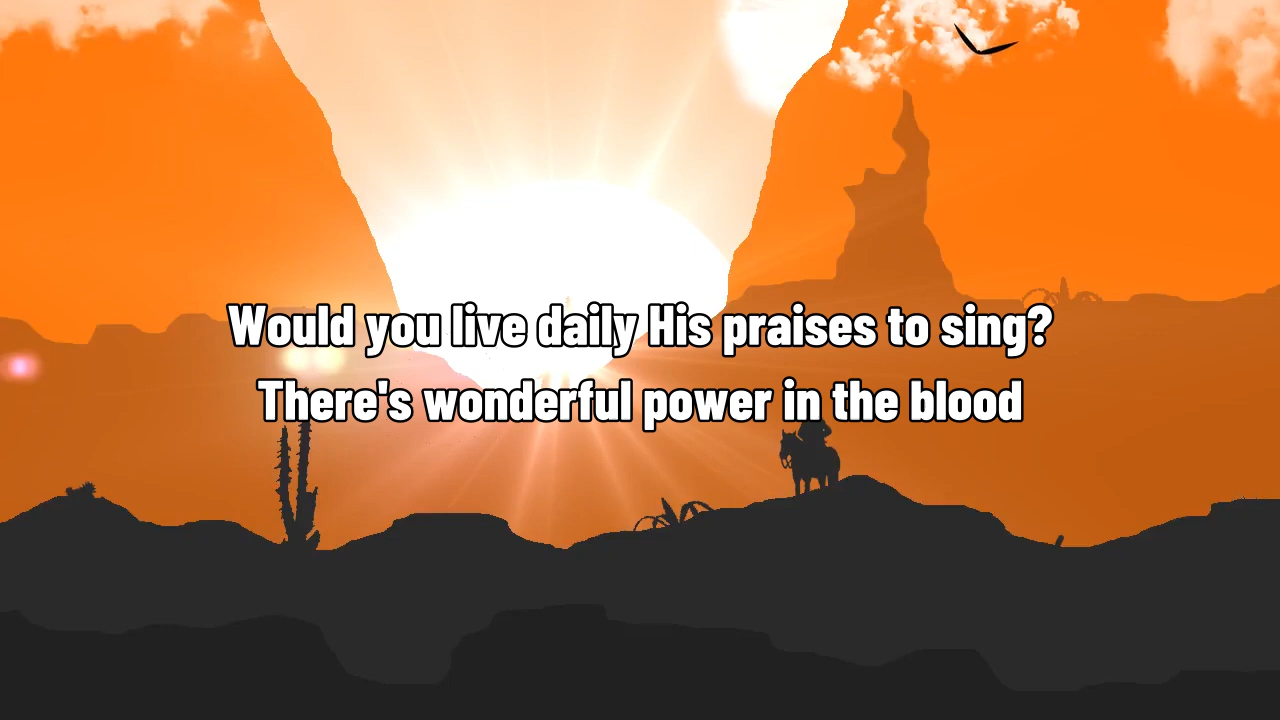 Would you live daily His praises to sing?
There's wonderful power in the blood